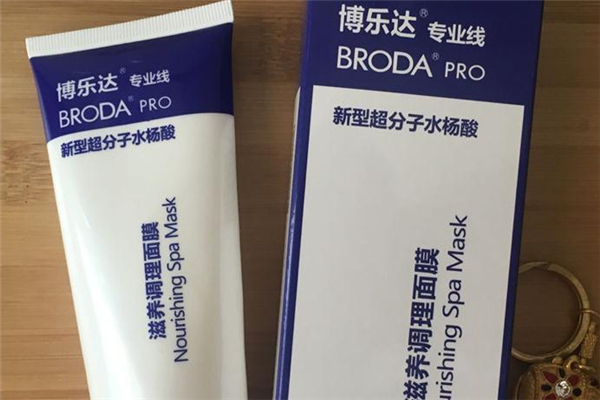 博乐达® 专业线
BRODA® PRO
新型超分子水杨酸
滋养调理面膜
Nourishing Spa Mask
博乐达® 专业线
BRODA® PRO
新型超分子水杨酸
滋养调理面膜
urishing Spa Mask